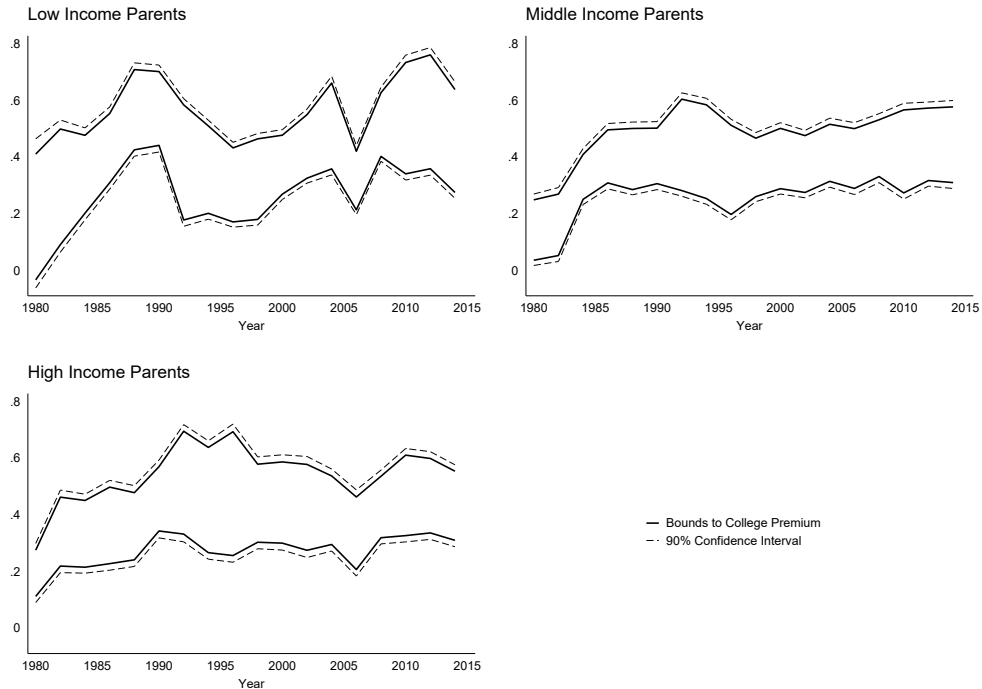 Low Income Parents
.8
.6
.4
.2
0
1980 1985 1990 1995 2000 2005 2010 2015
Year
Middle Income Parents
.8
.6
.4
.2
0
1980 1985 1990 1995 2000 2005 2010 2015
Year
High Income Parents
.8
.6
.4
.2
0
1980 1985 1990 1995 2000 2005 2010 2015
Year
Bounds to College Premium
90% Confidence Interval